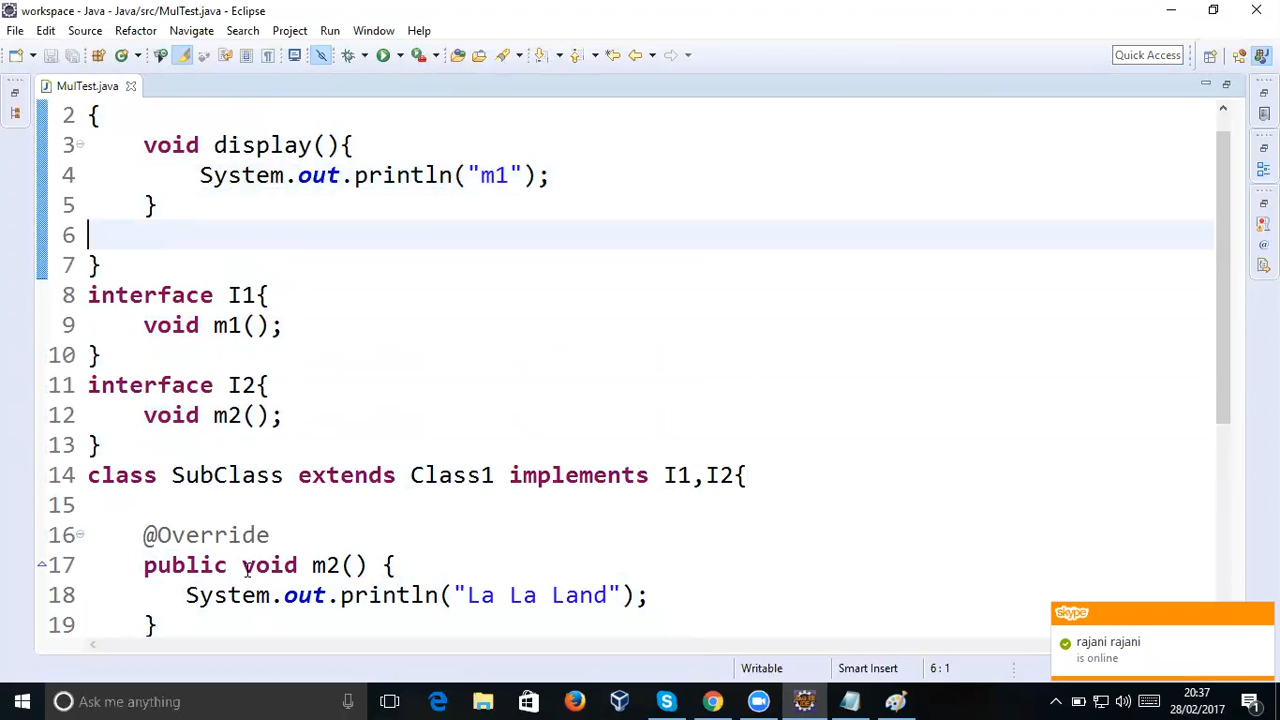 workspace - Java - Java/src/MulTest.java - Eclipse
File Edit Source Refactor Navigate Search Project Run Window Help
Quick Access
MulTest.java
2 {
3 void display(){
4 System.out.println("m1");
5 }
6
7 }
8 interface I1{
9 void m1();
10 }
11 interface I2{
12 void m2();
13 }
14 class SubClass extends Class1 implements I1,I2{
15
16 @Override
17 public void m2() {
18 System.out.println("La La Land");
19 }
skype
rajani rajani
is online
Writable Smart Insert 6 : 1
Ask me anything
20:37
28/02/2017
1